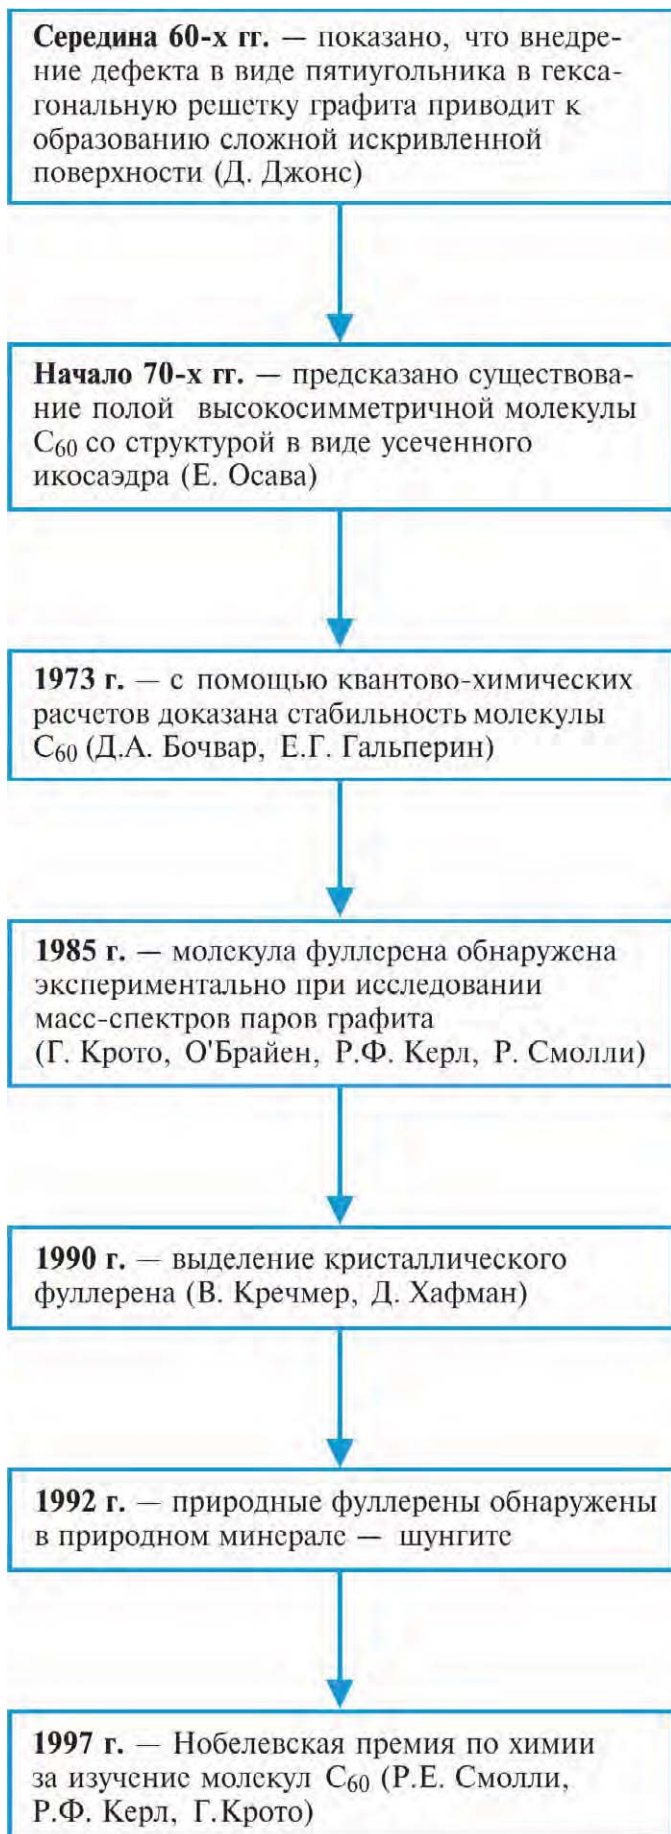 Середина 60-х гг. — показано, что внедре-
ние дефекта в виде пятиугольника в гекса-
гональную решетку графита приводит к
образованию сложной искривленной
поверхности (Д. Джонс)
Начало 70-х гг. — предсказано существова-
ние полой высокосимметричной молекулы
C₆₀ со структурой в виде усеченного
икосаэдра (Е. Осава)
1973 г. — с помощью квантово-химических
расчетов доказана стабильность молекулы
C₆₀ (Д.А. Бочвар, Е.Г. Гальперин)
1985 г. — молекула фуллерена обнаружена
экспериментально при исследовании
масс-спектров паров графита
(Г. Крото, О'Брайен, Р.Ф. Керл, Р. Смолли)
1990 г. — выделение кристаллического
фуллерена (В. Кречмер, Д. Хафман)
1992 г. — природные фуллерены обнаружены
в природном минерале — шунгите
1997 г. — Нобелевская премия по химии
за изучение молекул C₆₀ (Р.Е. Смолли,
Р.Ф. Керл, Г.Крото)